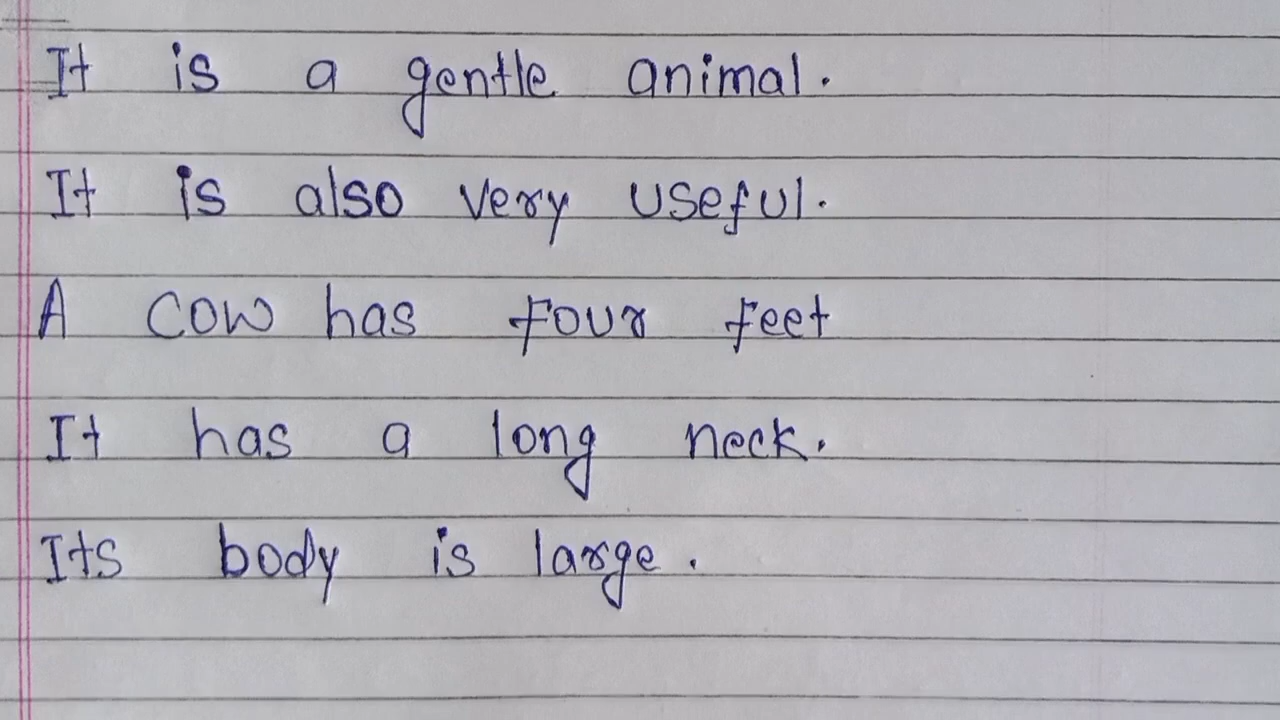 It is a gentle animal.
It is also very useful.
A cow has four feet
It has a long neck.
Its body is large.